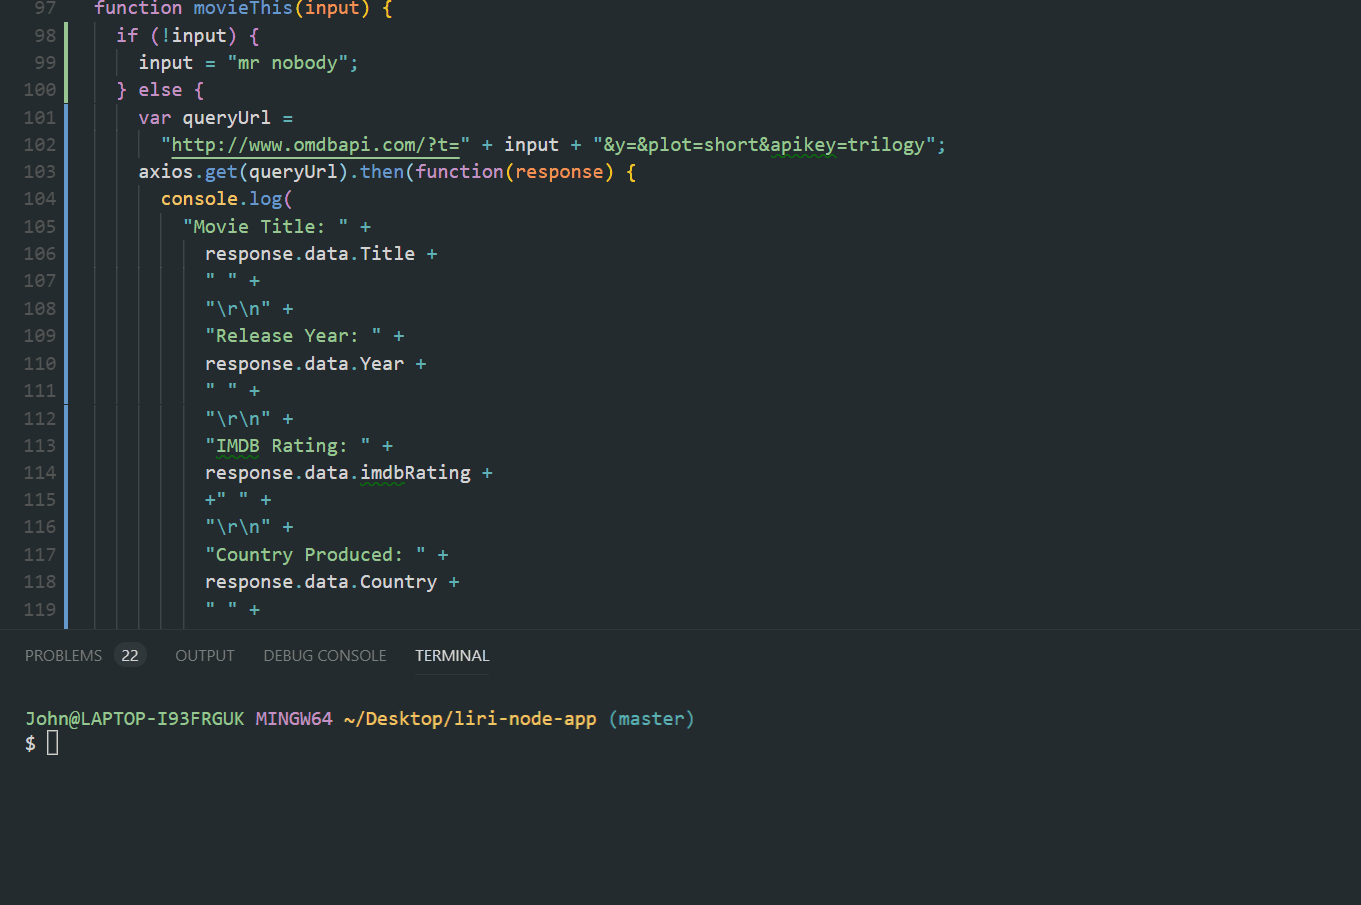 97 function movieThis(input) {
98 if (!input) {
99 input = "mr nobody";
100 } else {
101 var queryUrl =
102 "http://www.omdbapi.com/?t=" + input + "&y=&plot=short&apikey=trilogy";
103 axios.get(queryUrl).then(function(response) {
104 console.log(
105 "Movie Title: " +
106 response.data.Title +
107 " " +
108 "\r\n" +
109 "Release Year: " +
110 response.data.Year +
111 " " +
112 "\r\n" +
113 "IMDB Rating: " +
114 response.data.imdbRating +
115 +" " +
116 "\r\n" +
117 "Country Produced: " +
118 response.data.Country +
119 " " +
PROBLEMS 22 OUTPUT DEBUG CONSOLE TERMINAL
John@LAPTOP-I93FRGUK MINGW64 ~/Desktop/liri-node-app (master)
$